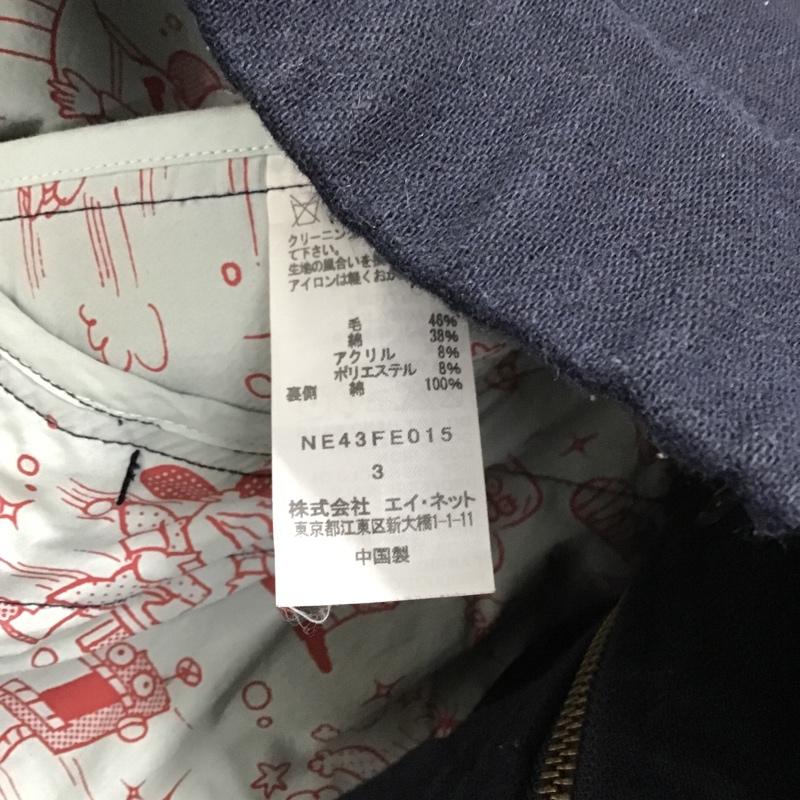 クリーニング
て下さい。
生地の風合いを
アイロンは軽くおか
毛 46%
綿 38%
アクリル 8%
ポリエステル 8%
裏側 綿 100%
NE43FE015
3
株式会社 エイ・ネット
東京都江東区新大橋1-1-11
中国製